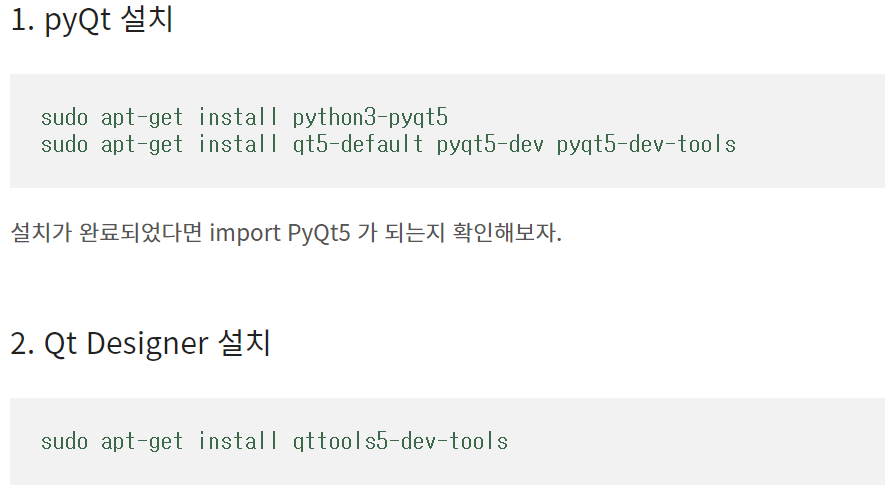 1. pyQt 설치
sudo apt-get install python3-pyqt5
sudo apt-get install qt5-default pyqt5-dev pyqt5-dev-tools
설치가 완료되었다면 import PyQt5 가 되는지 확인해보자.
2. Qt Designer 설치
sudo apt-get install qttools5-dev-tools